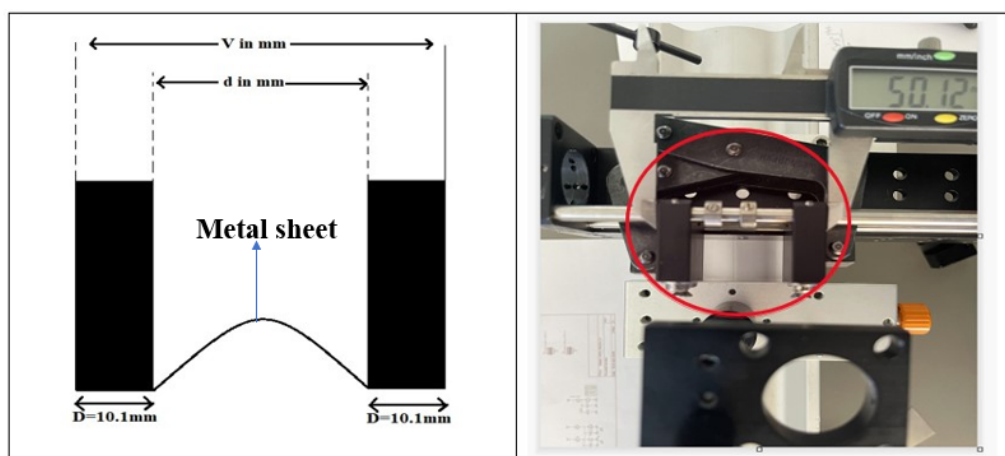 V in mm
d in mm
Metal sheet
D=10.1mm
D=10.1mm
mm/inch
50.12
OFF
ON
ZERO